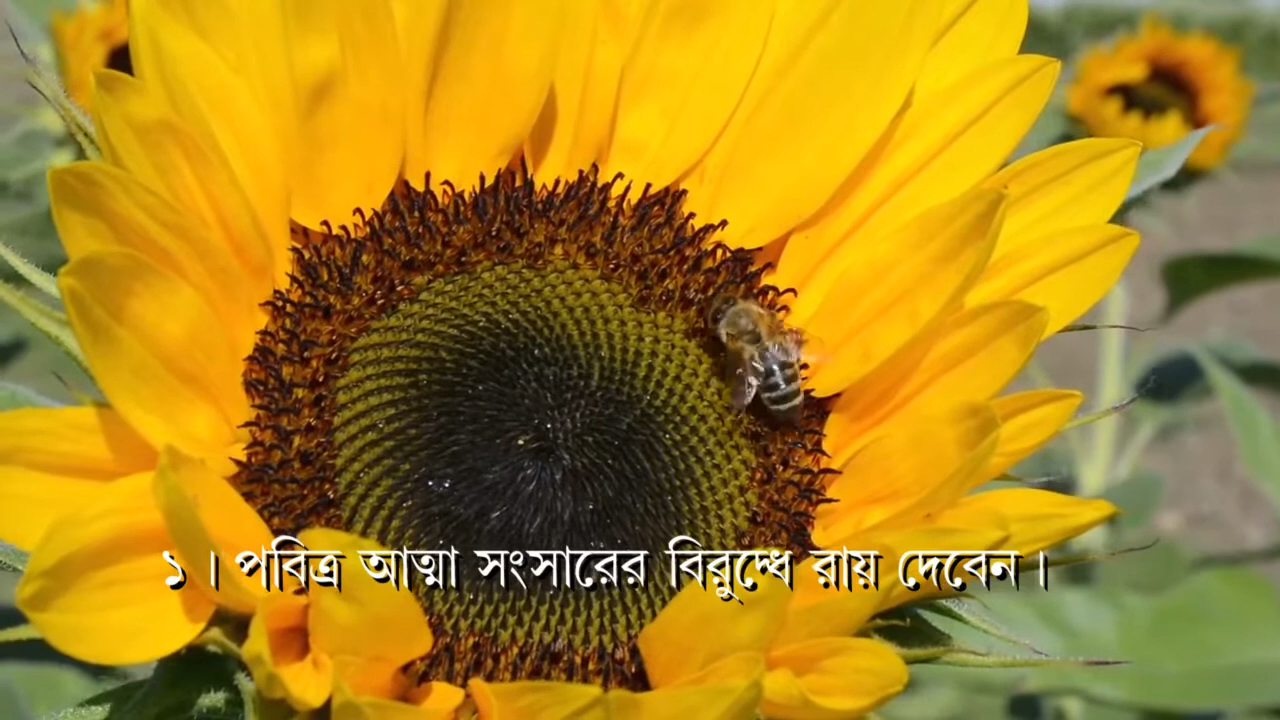 ১। পবিত্র আত্মা সংসারের বিরুদ্ধে রায় দেবেন।